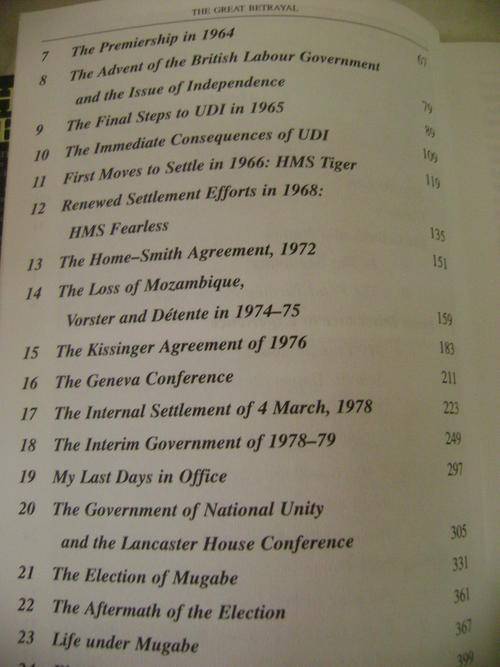 THE GREAT BETRAYAL
7 The Premiership in 1964 67
8 The Advent of the British Labour Government
and the Issue of Independence 79
9 The Final Steps to UDI in 1965 89
10 The Immediate Consequences of UDI 109
11 First Moves to Settle in 1966: HMS Tiger 119
12 Renewed Settlement Efforts in 1968:
HMS Fearless 135
13 The Home–Smith Agreement, 1972 151
14 The Loss of Mozambique,
Vorster and Détente in 1974–75 159
15 The Kissinger Agreement of 1976 183
16 The Geneva Conference 211
17 The Internal Settlement of 4 March, 1978 223
18 The Interim Government of 1978–79 249
19 My Last Days in Office 297
20 The Government of National Unity
and the Lancaster House Conference 305
21 The Election of Mugabe 331
22 The Aftermath of the Election 361
23 Life under Mugabe 367
399